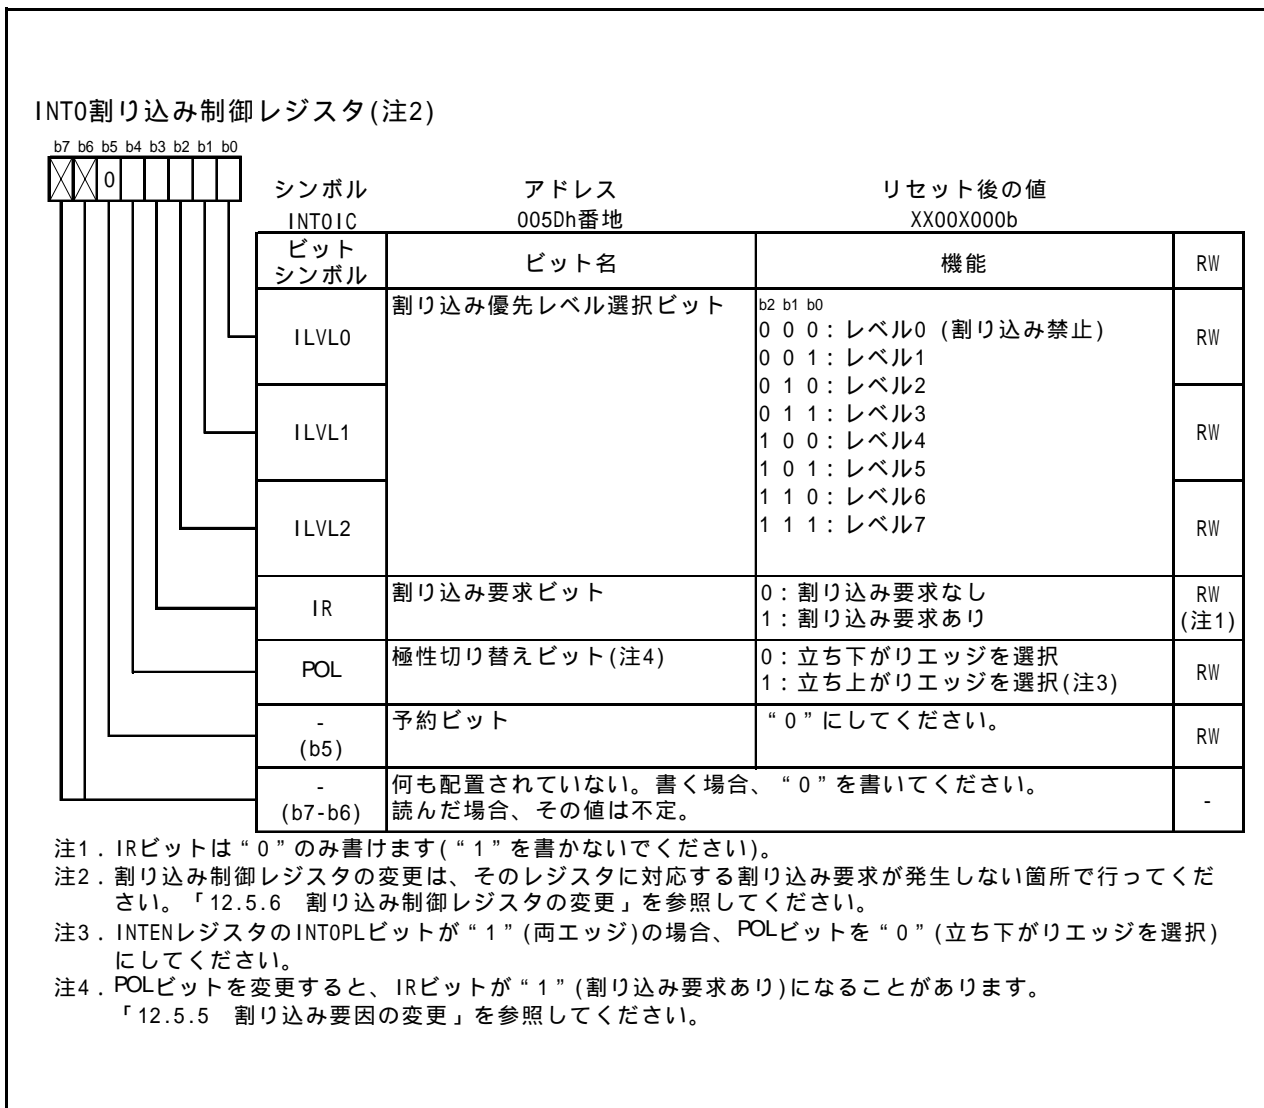 INT0割り込み制御レジスタ(注2)
b7 b6 b5 b4 b3 b2 b1 b0
0
シンボル アドレス リセット後の値
INT0IC 005Dh番地 XX00X000b
ビット
シンボル
ビット名 機能 RW
ILVL0 割り込み優先レベル選択ビット RW
b2 b1 b0
0 0 0：レベル0 (割り込み禁止)
0 0 1：レベル1
0 1 0：レベル2
0 1 1：レベル3
1 0 0：レベル4
1 0 1：レベル5
1 1 0：レベル6
1 1 1：レベル7
ILVL1 RW
ILVL2 RW
IR 割り込み要求ビット 0：割り込み要求なし RW
1：割り込み要求あり (注1)
POL 極性切り替えビット(注4) 0：立ち下がりエッジを選択 RW
1：立ち上がりエッジを選択(注3)
- 予約ビット “0”にしてください。 RW
(b5)
- 何も配置されていない。書く場合、“0”を書いてください。 -
(b7-b6) 読んだ場合、その値は不定。
注1．IRビットは“0”のみ書けます(“1”を書かないでください)。
注2．割り込み制御レジスタの変更は、そのレジスタに対応する割り込み要求が発生しない箇所で行ってくだ
さい。「12.5.6　割り込み制御レジスタの変更」を参照してください。
注3．INTENレジスタのINT0PLビットが“1”(両エッジ)の場合、POLビットを“0”(立ち下がりエッジを選択)
にしてください。
注4．POLビットを変更すると、IRビットが“1”(割り込み要求あり)になることがあります。
「12.5.5　割り込み要因の変更」を参照してください。